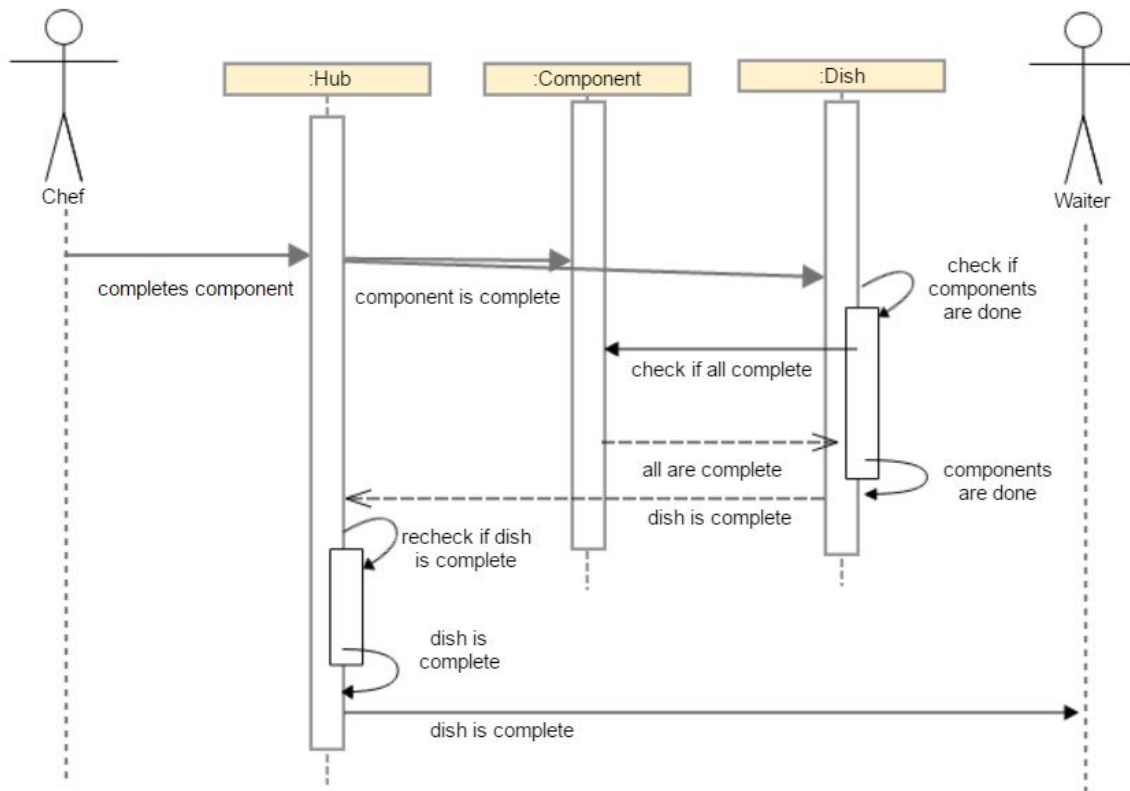 :Hub
:Component
:Dish
Chef
Waiter
completes component
component is complete
check if
components
are done
check if all complete
all are complete
components
are done
dish is complete
recheck if dish
is complete
dish is
complete
dish is complete